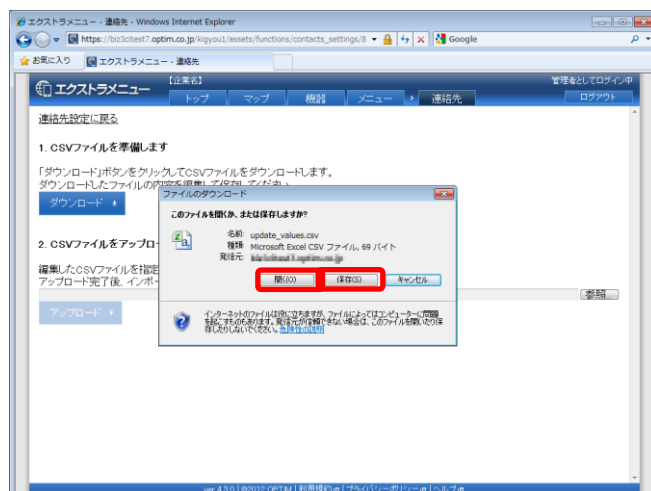 エクストラメニュー - 連絡先 - Windows Internet Explorer
https://biz3citest7.optim.co.jp/kigyou1/assets/functions/contacts_settings/8
Google
お気に入り
エクストラメニュー - 連絡先
エクストラメニュー
【企業名】
管理者としてログイン中
トップ
マップ
機器
メニュー
連絡先
ログアウト
連絡先設定に戻る
1. CSVファイルを準備します
「ダウンロード」ボタンをクリックしてCSVファイルをダウンロードします。
ダウンロードしたファイルの内容を編集して保存してください。
ダウンロード
ファイルのダウンロード
このファイルを開くか、または保存しますか?
名前: update_values.csv
種類: Microsoft Excel CSV ファイル, 69 バイト
発信元:
開く(O)
保存(S)
キャンセル
インターネットのファイルは役に立ちますが、ファイルによってはコンピューターに問題
を起こすものもあります。発信元が信頼できない場合は、このファイルを開いたり保
存したりしないでください。危険性の説明
2. CSVファイルをアップロ
編集したCSVファイルを指定
アップロード完了後、インポー
参照...
アップロード
ver 4.3.0 | ©2012 OPTiM | 利用規約 | プライバシーポリシー | ヘルプ